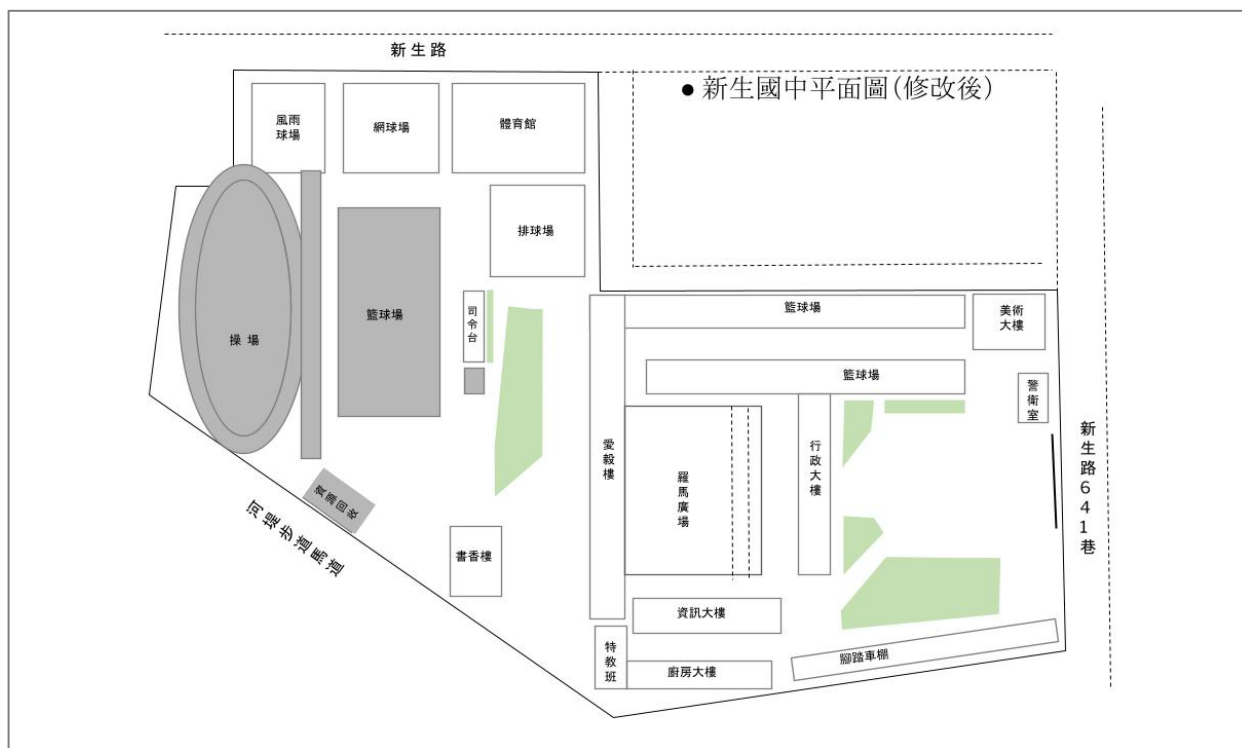 新生路
● 新生國中平面圖(修改後)
風雨
球場
網球場
體育館
排球場
操場
籃球場
司令台
籃球場
美術
大樓
籃球場
警衛室
愛毅樓
羅馬廣場
行政大樓
新生路641巷
資源回收
河堤步道馬道
書香樓
資訊大樓
特教班
廚房大樓
腳踏車棚